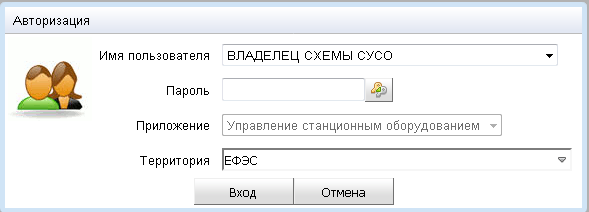 Авторизация
Имя пользователя ВЛАДЕЛЕЦ СХЕМЫ СУСО
Пароль
Приложение Управление станционным оборудованием
Территория ЕФЭС
Вход Отмена